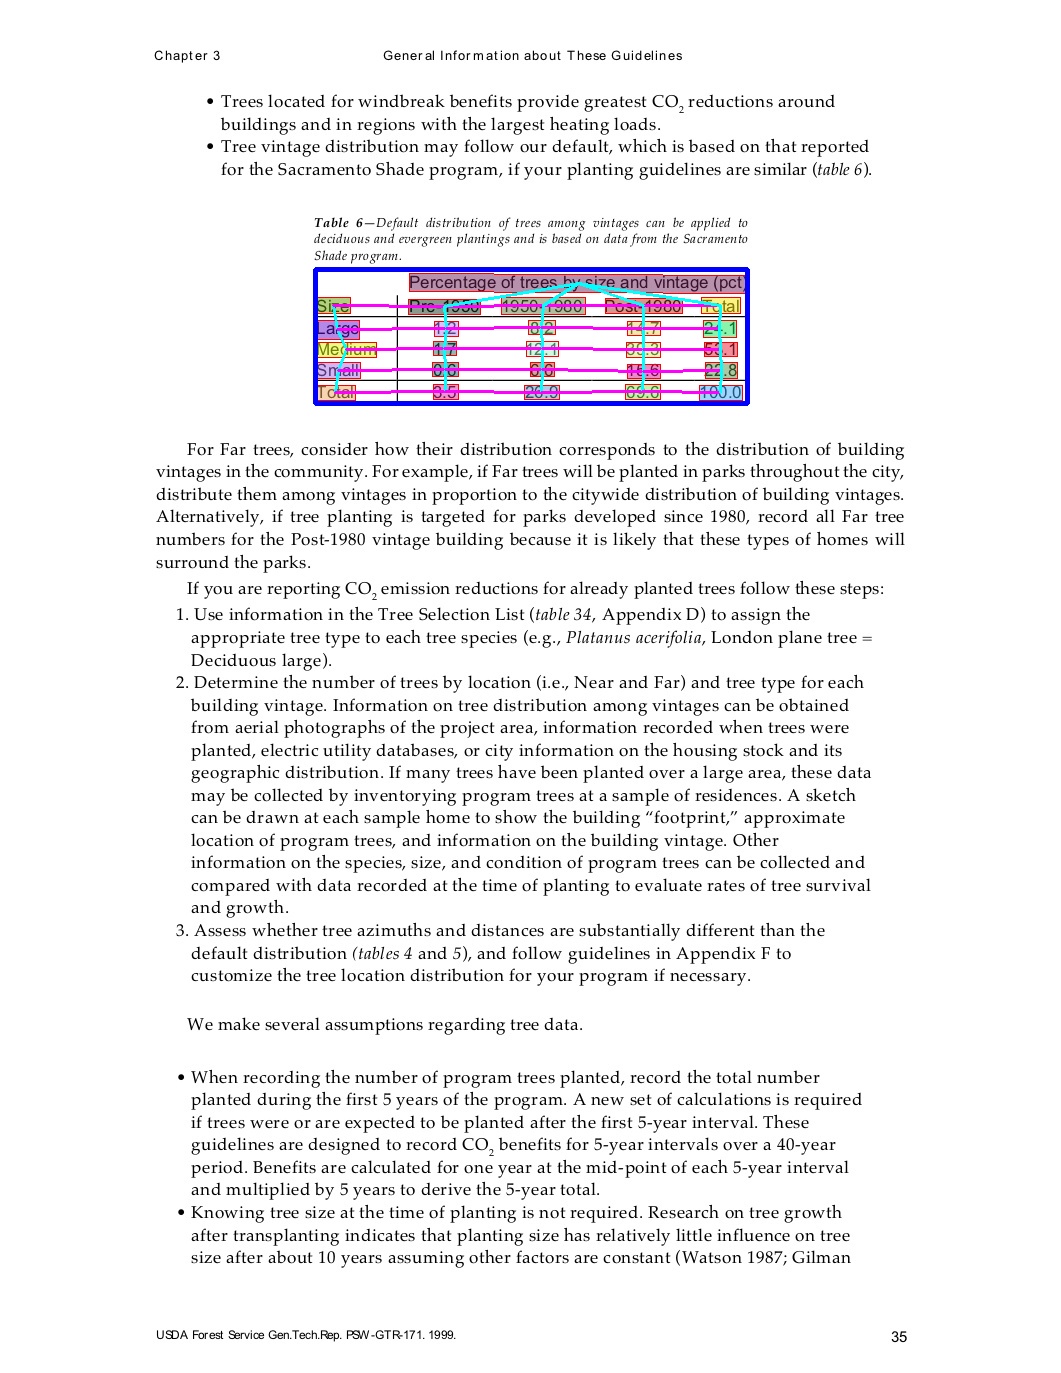 Chapter 3 General Information about These Guidelines
• Trees located for windbreak benefits provide greatest CO2 reductions around
buildings and in regions with the largest heating loads.
• Tree vintage distribution may follow our default, which is based on that reported
for the Sacramento Shade program, if your planting guidelines are similar (table 6).
Table 6—Default distribution of trees among vintages can be applied to
deciduous and evergreen plantings and is based on data from the Sacramento
Shade program.
Percentage of trees by size and vintage (pct)
Size Pre-1950 1950-1980 Post-1980 Total
Large 1.2 8.2 14.7 24.1
Medium 1.7 12.1 39.3 53.1
Small 0.6 6.6 15.6 22.8
Total 3.5 26.9 69.6 100.0
For Far trees, consider how their distribution corresponds to the distribution of building
vintages in the community. For example, if Far trees will be planted in parks throughout the city,
distribute them among vintages in proportion to the citywide distribution of building vintages.
Alternatively, if tree planting is targeted for parks developed since 1980, record all Far tree
numbers for the Post-1980 vintage building because it is likely that these types of homes will
surround the parks.
If you are reporting CO2 emission reductions for already planted trees follow these steps:
1. Use information in the Tree Selection List (table 34, Appendix D) to assign the
appropriate tree type to each tree species (e.g., Platanus acerifolia, London plane tree =
Deciduous large).
2. Determine the number of trees by location (i.e., Near and Far) and tree type for each
building vintage. Information on tree distribution among vintages can be obtained
from aerial photographs of the project area, information recorded when trees were
planted, electric utility databases, or city information on the housing stock and its
geographic distribution. If many trees have been planted over a large area, these data
may be collected by inventorying program trees at a sample of residences. A sketch
can be drawn at each sample home to show the building “footprint,” approximate
location of program trees, and information on the building vintage. Other
information on the species, size, and condition of program trees can be collected and
compared with data recorded at the time of planting to evaluate rates of tree survival
and growth.
3. Assess whether tree azimuths and distances are substantially different than the
default distribution (tables 4 and 5), and follow guidelines in Appendix F to
customize the tree location distribution for your program if necessary.
We make several assumptions regarding tree data.
• When recording the number of program trees planted, record the total number
planted during the first 5 years of the program. A new set of calculations is required
if trees were or are expected to be planted after the first 5-year interval. These
guidelines are designed to record CO2 benefits for 5-year intervals over a 40-year
period. Benefits are calculated for one year at the mid-point of each 5-year interval
and multiplied by 5 years to derive the 5-year total.
• Knowing tree size at the time of planting is not required. Research on tree growth
after transplanting indicates that planting size has relatively little influence on tree
size after about 10 years assuming other factors are constant (Watson 1987; Gilman
USDA Forest Service Gen.Tech.Rep. PSW-GTR-171. 1999. 35